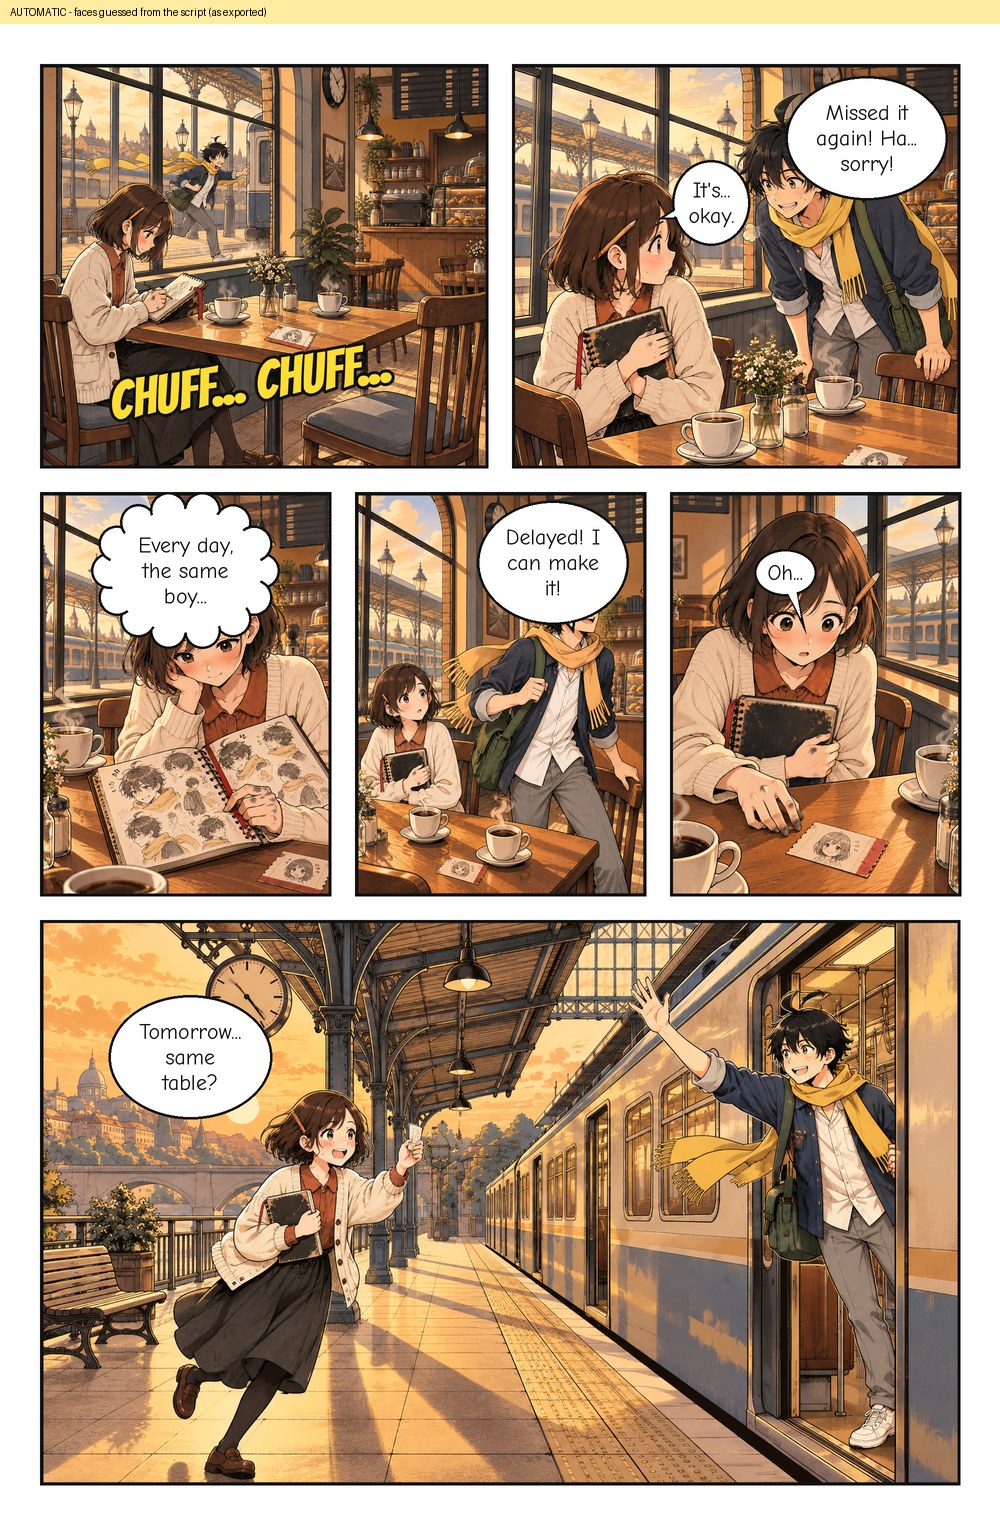 AUTOMATIC - faces guessed from the script (as exported)
CHUFF... CHUFF...
Missed it
again! Ha...
sorry!
It's...
okay.
Every day,
the same
boy...
Delayed! I
can make
it!
Oh...
Tomorrow...
same
table?